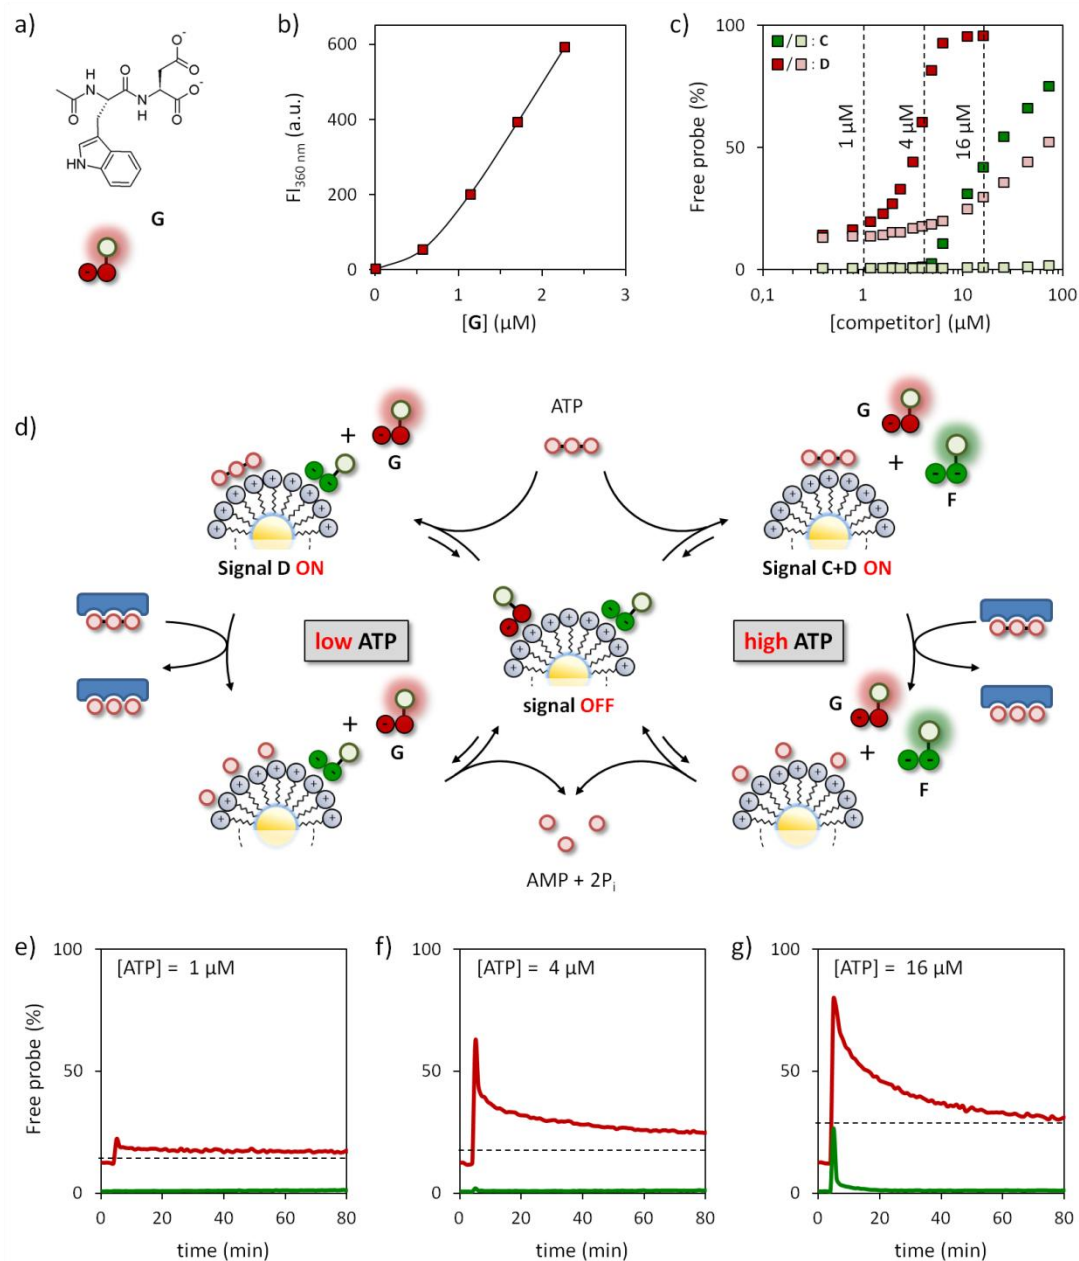 a)
O⁻
O
H
N
O
O⁻
O
N
H
O
HN
G
b)
FI360 nm (a.u.)
600
400
200
0
0
1
2
3
[G] (μM)
c)
Free probe (%)
100
50
0
/ : C
/ : D
1 μM
4 μM
16 μM
0,1
1
10
100
[competitor] (μM)
d)
ATP
+
G
G
+
F
Signal D ON
Signal C+D ON
low ATP
high ATP
signal OFF
+
G
G
+
F
AMP + 2Pi
e)
100
50
0
Free probe (%)
[ATP] = 1 μM
0
20
40
60
80
time (min)
f)
100
50
0
[ATP] = 4 μM
0
20
40
60
80
time (min)
g)
100
50
0
[ATP] = 16 μM
0
20
40
60
80
time (min)